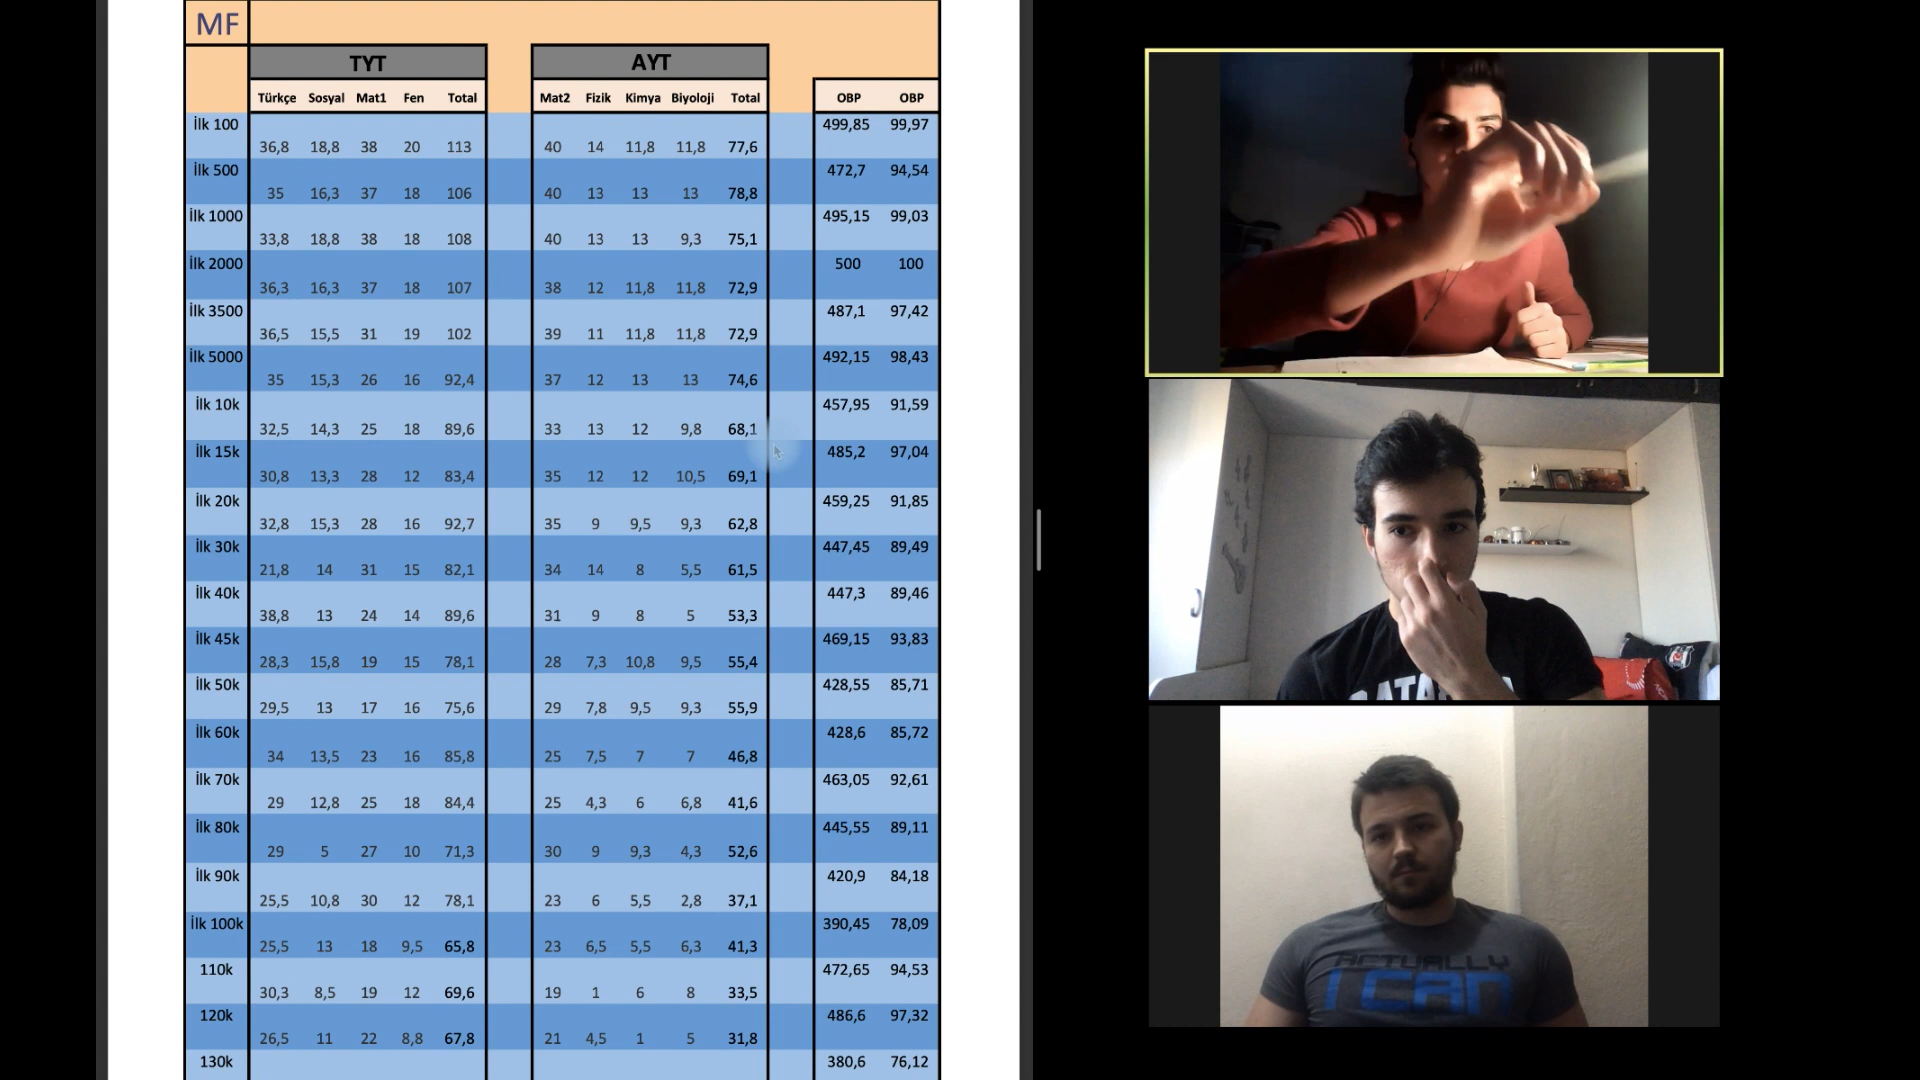 MF
TYT AYT
Türkçe Sosyal Mat1 Fen Total Mat2 Fizik Kimya Biyoloji Total OBP OBP
İlk 100 499,85 99,97
36,8 18,8 38 20 113 40 14 11,8 11,8 77,6
İlk 500 472,7 94,54
35 16,3 37 18 106 40 13 13 13 78,8
İlk 1000 495,15 99,03
33,8 18,8 38 18 108 40 13 13 9,3 75,1
İlk 2000 500 100
36,3 16,3 37 18 107 38 12 11,8 11,8 72,9
İlk 3500 487,1 97,42
36,5 15,5 31 19 102 39 11 11,8 11,8 72,9
İlk 5000 492,15 98,43
35 15,3 26 16 92,4 37 12 13 13 74,6
İlk 10k 457,95 91,59
32,5 14,3 25 18 89,6 33 13 12 9,8 68,1
İlk 15k 485,2 97,04
30,8 13,3 28 12 83,4 35 12 12 10,5 69,1
İlk 20k 459,25 91,85
32,8 15,3 28 16 92,7 35 9 9,5 9,3 62,8
İlk 30k 447,45 89,49
21,8 14 31 15 82,1 34 14 8 5,5 61,5
İlk 40k 447,3 89,46
38,8 13 24 14 89,6 31 9 8 5 53,3
İlk 45k 469,15 93,83
28,3 15,8 19 15 78,1 28 7,3 10,8 9,5 55,4
İlk 50k 428,55 85,71
29,5 13 17 16 75,6 29 7,8 9,5 9,3 55,9
İlk 60k 428,6 85,72
34 13,5 23 16 85,8 25 7,5 7 7 46,8
İlk 70k 463,05 92,61
29 12,8 25 18 84,4 25 4,3 6 6,8 41,6
İlk 80k 445,55 89,11
29 5 27 10 71,3 30 9 9,3 4,3 52,6
İlk 90k 420,9 84,18
25,5 10,8 30 12 78,1 23 6 5,5 2,8 37,1
İlk 100k 390,45 78,09
25,5 13 18 9,5 65,8 23 6,5 5,5 6,3 41,3
110k 472,65 94,53
30,3 8,5 19 12 69,6 19 1 6 8 33,5
120k 486,6 97,32
26,5 11 22 8,8 67,8 21 4,5 1 5 31,8
130k 380,6 76,12
ACTUALLY
I CAN